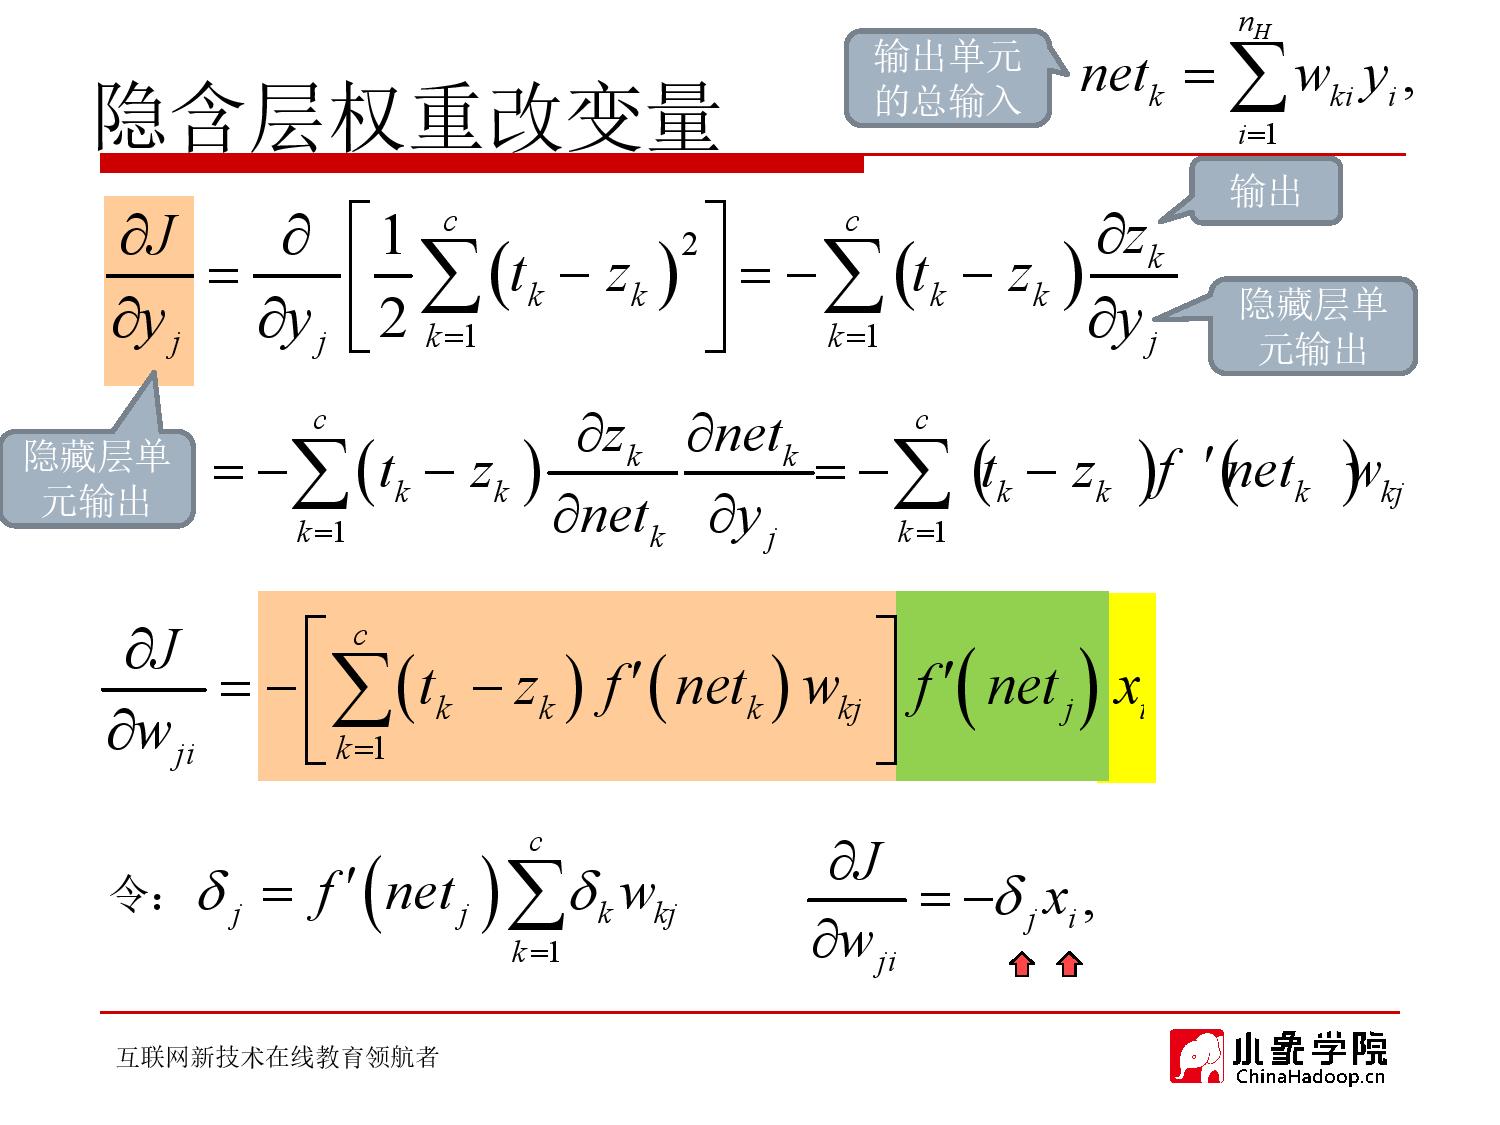 隐含层权重改变量
输出单元
的总输入
net_k = \sum_{i=1}^{n_H} w_{ki} y_i,
输出
\frac{\partial J}{\partial y_j} = \frac{\partial}{\partial y_j} \left[ \frac{1}{2} \sum_{k=1}^{c} (t_k - z_k)^2 \right] = -\sum_{k=1}^{c} (t_k - z_k) \frac{\partial z_k}{\partial y_j}
隐藏层单
元输出
隐藏层单
元输出
= -\sum_{k=1}^{c} (t_k - z_k) \frac{\partial z_k}{\partial net_k} \frac{\partial net_k}{\partial y_j} = -\sum_{k=1}^{c} (t_k - z_k) f'(net_k) w_{kj}
\frac{\partial J}{\partial w_{ji}} = -\left[ \sum_{k=1}^{c} (t_k - z_k) f'(net_k) w_{kj} \right] f'(net_j) x_i
令：\delta_j = f'(net_j) \sum_{k=1}^{c} \delta_k w_{kj}
\frac{\partial J}{\partial w_{ji}} = -\delta_j x_i,
互联网新技术在线教育领航者
小象学院
ChinaHadoop.cn